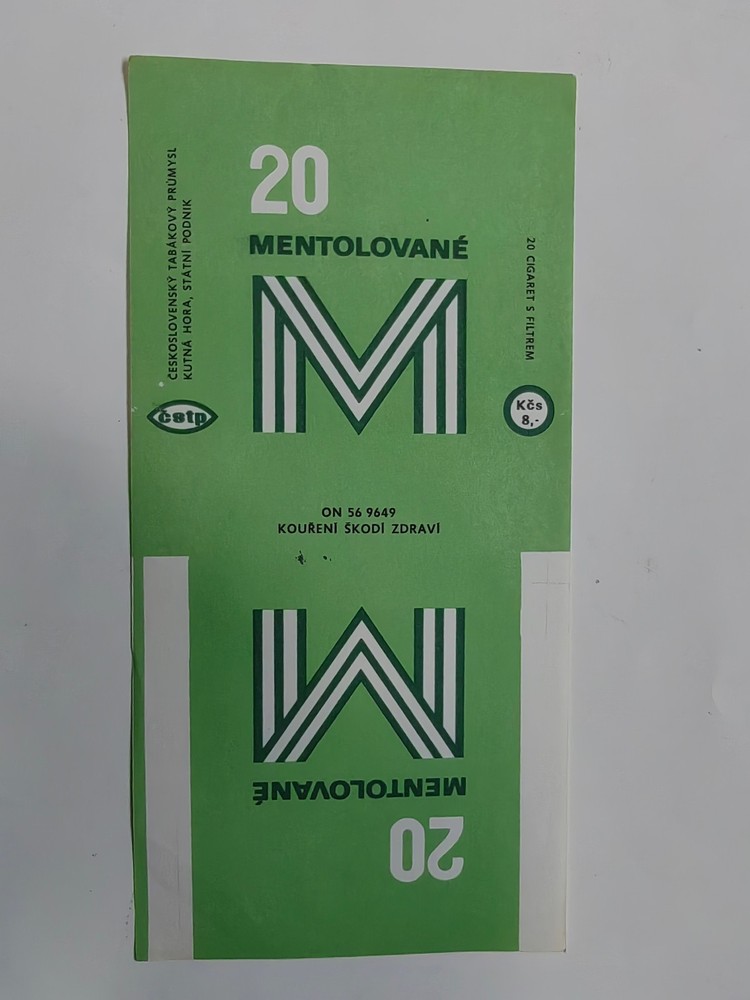 20
MENTOLOVANÉ
M
ČESKOSLOVENSKÝ TABÁKOVÝ PRŮMYSL
KUTNÁ HORA, STÁTNÍ PODNIK
čstp
20 CIGARET S FILTREM
Kčs
8,-
ON 56 9649
KOUŘENÍ ŠKODÍ ZDRAVÍ
20
MENTOLOVANÉ
M